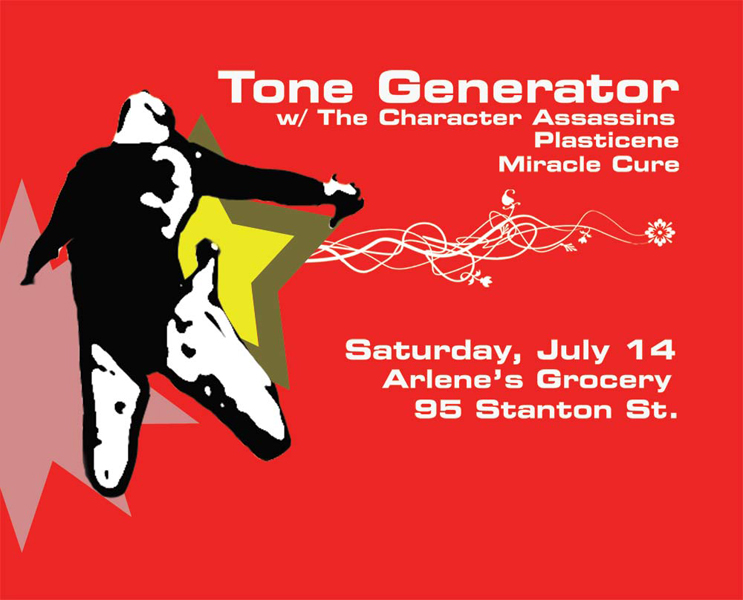 Tone Generator
w/ The Character Assassins
Plasticene
Miracle Cure
Saturday, July 14
Arlene's Grocery
95 Stanton St.